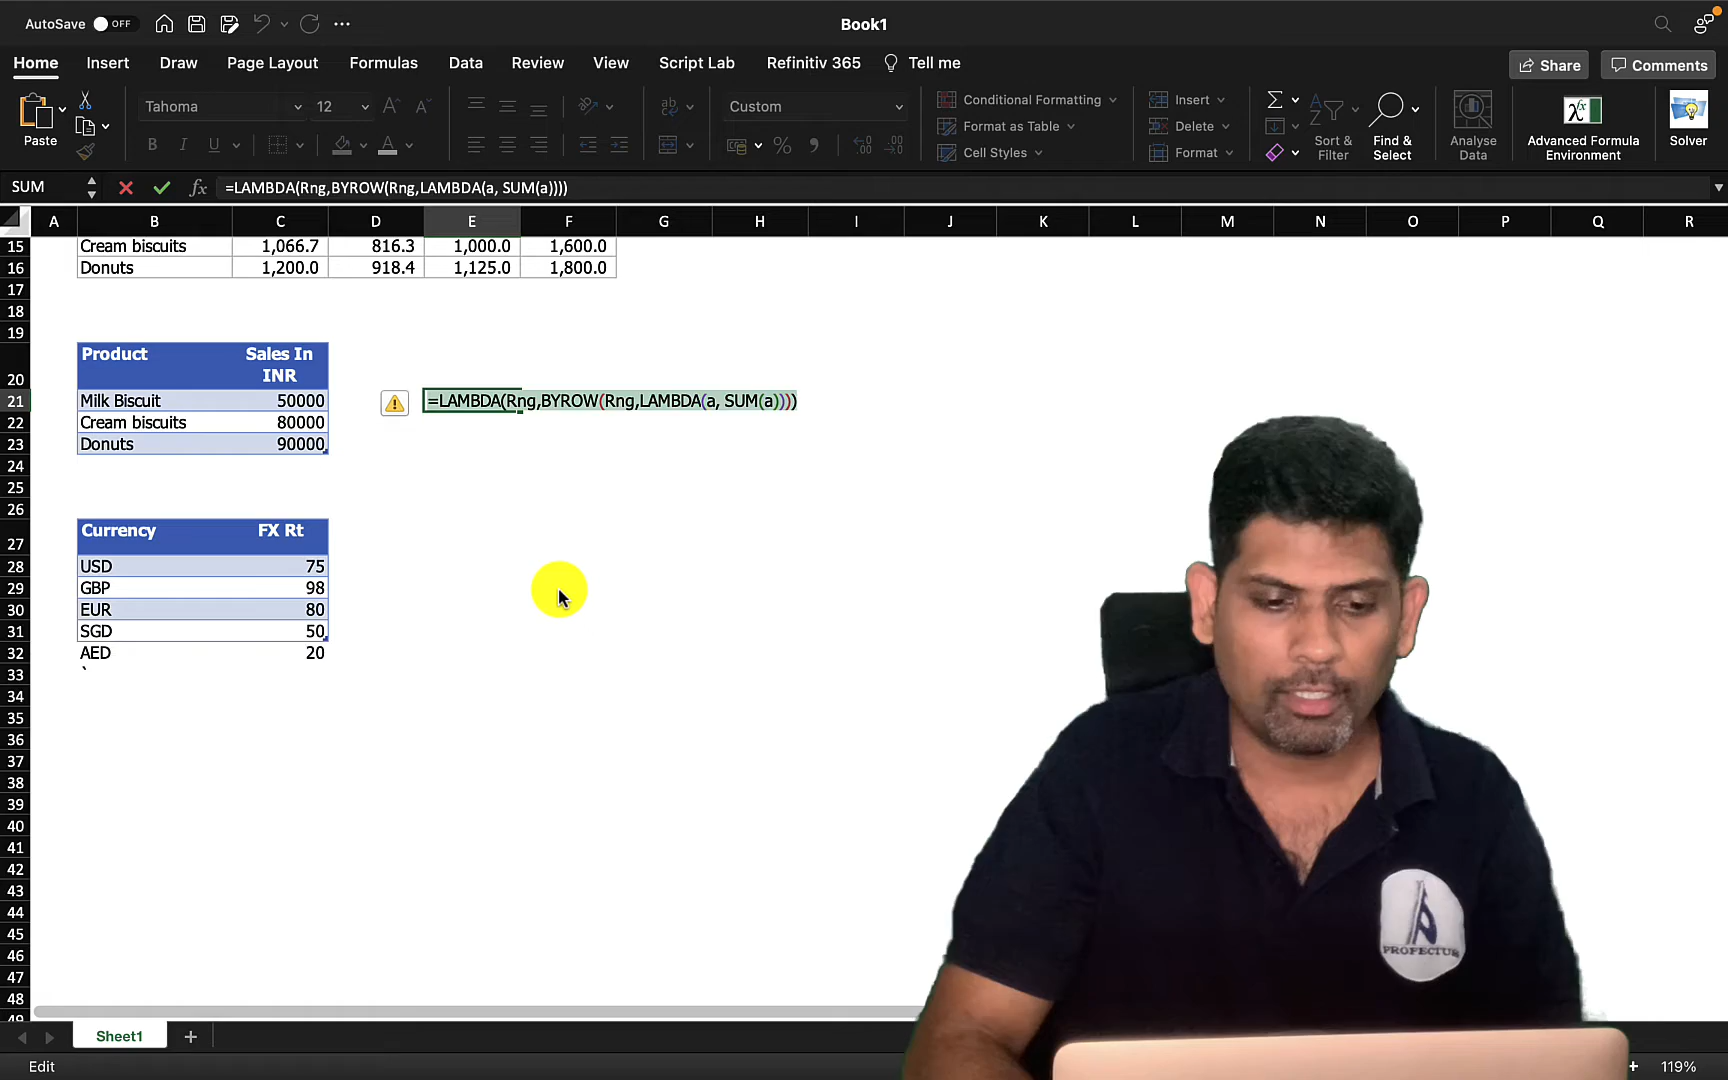 AutoSave OFF Book1
Home Insert Draw Page Layout Formulas Data Review View Script Lab Refinitiv 365 Tell me Share Comments
Paste Tahoma 12 Custom Conditional Formatting Format as Table Cell Styles Insert Delete Format Sort & Filter Find & Select Analyse Data Advanced Formula Environment Solver
SUM fx =LAMBDA(Rng,BYROW(Rng,LAMBDA(a, SUM(a))))
A B C D E F G H I J K L M N O P Q R
15 Cream biscuits 1,066.7 816.3 1,000.0 1,600.0
16 Donuts 1,200.0 918.4 1,125.0 1,800.0
17
18
19
20 Product Sales In INR
21 Milk Biscuit 50000 =LAMBDA(Rng,BYROW(Rng,LAMBDA(a, SUM(a))))
22 Cream biscuits 80000
23 Donuts 90000
24
25
26
27 Currency FX Rt
28 USD 75
29 GBP 98
30 EUR 80
31 SGD 50
32 AED 20
33 `
34
35
36
37
38
39
40
41
42
43
44
45
46
47
48
49
PROFECTUS
Sheet1
Edit 119%